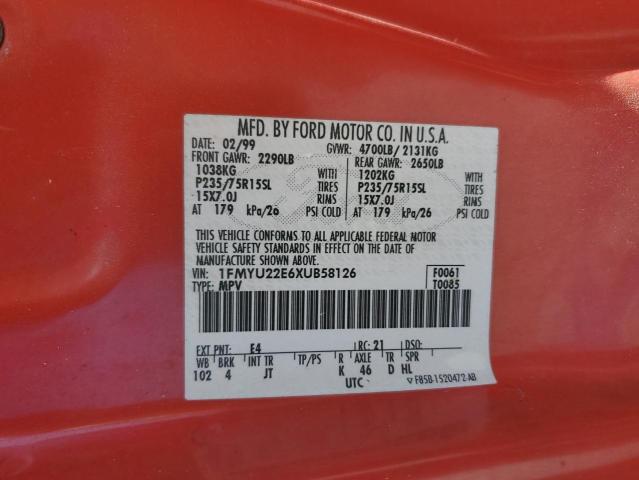 MFD. BY FORD MOTOR CO. IN U.S.A.
DATE: 02/99 GVWR: 4700LB/ 2131KG
FRONT GAWR: 2290LB REAR GAWR: 2650LB
1038KG WITH 1202KG WITH
P235/75R15SL TIRES P235/75R15SL TIRES
15X7.0J RIMS 15X7.0J RIMS
AT 179 kPa/26 PSI COLD AT 179 kPa/26 PSI COLD
THIS VEHICLE CONFORMS TO ALL APPLICABLE FEDERAL MOTOR
VEHICLE SAFETY STANDARDS IN EFFECT ON THE DATE OF
MANUFACTURE SHOWN ABOVE.
VIN: 1FMYU22E6XUB58126 F0061
TYPE: MPV T0085
EXT PNT: E4 RC: 21 DSO:
WB BRK INT TR TP/PS R AXLE TR SPR
102 4 JT K 46 D HL
UTC ▽ F85B-1520472-AB